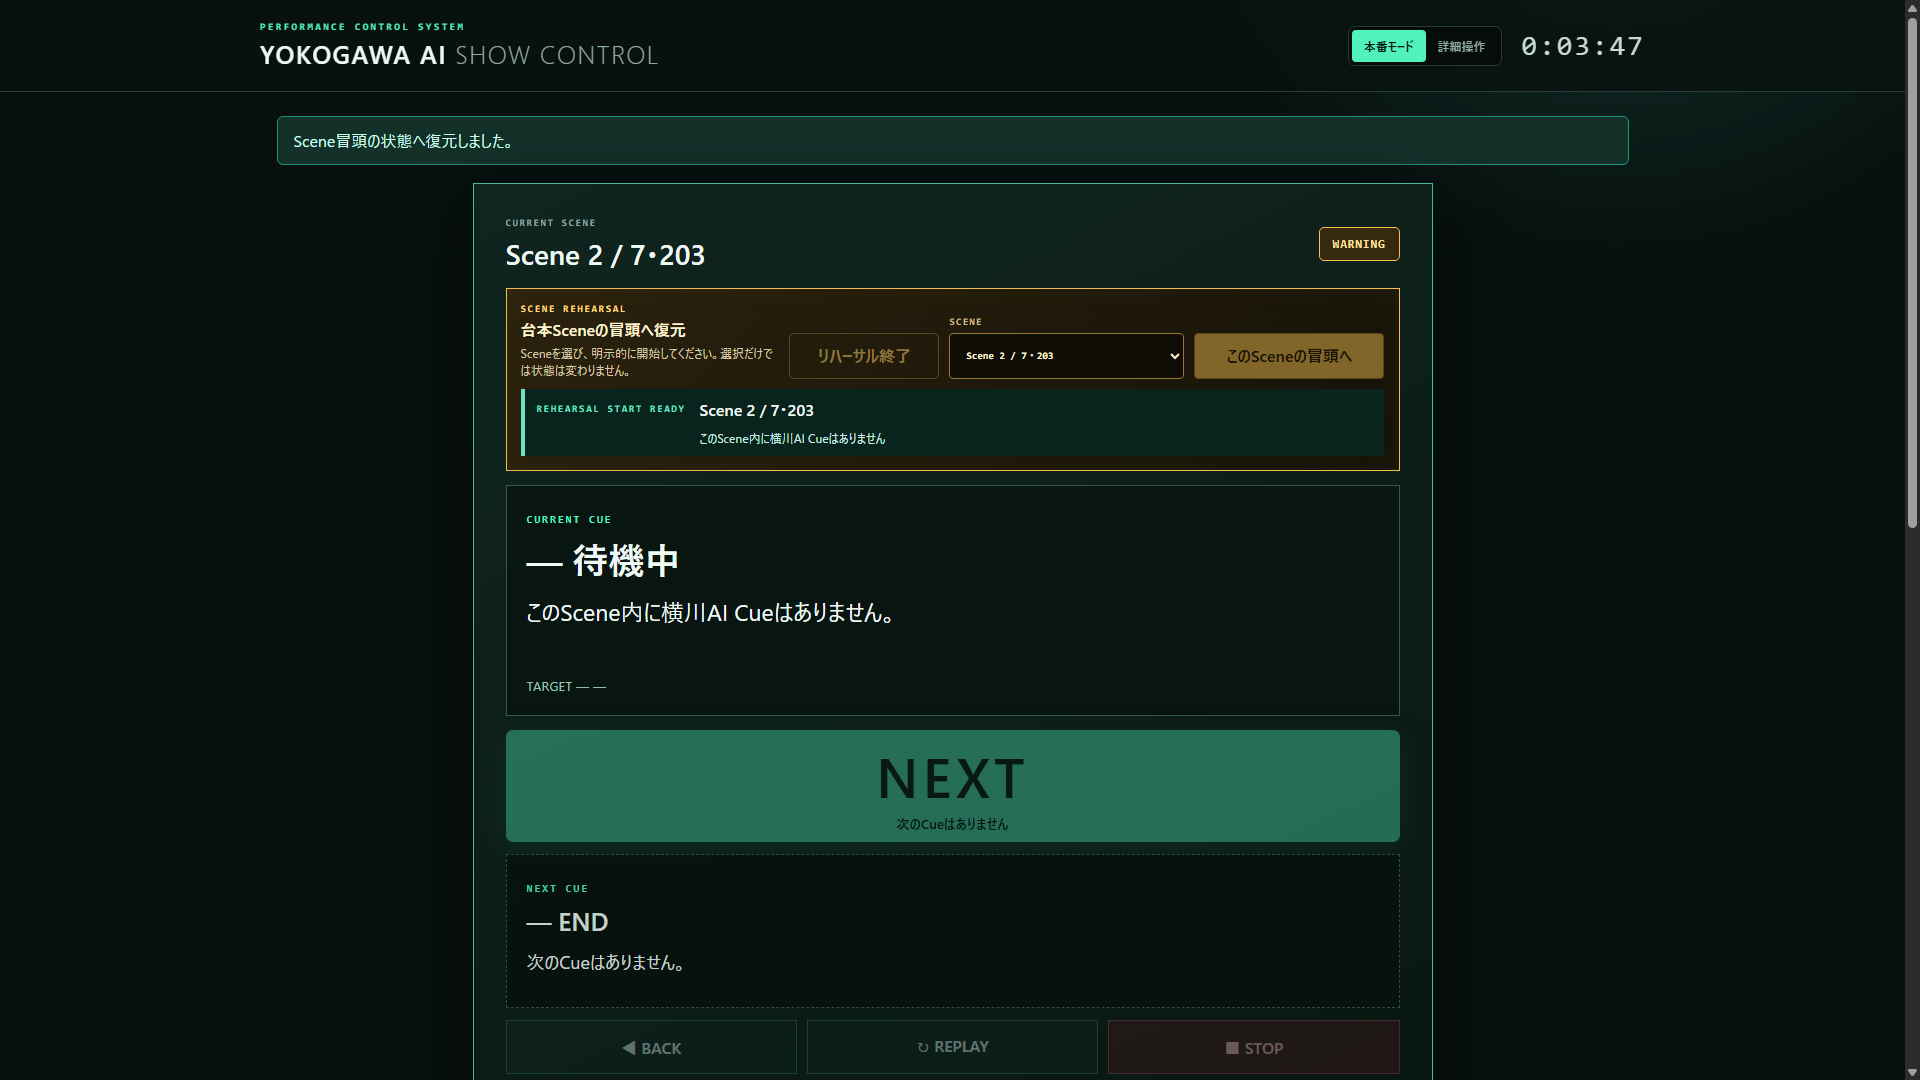 PERFORMANCE CONTROL SYSTEM
YOKOGAWA AI SHOW CONTROL
本番モード
詳細操作
0:03:47
Scene冒頭の状態へ復元しました。
CURRENT SCENE
Scene 2 / 7・203
WARNING
SCENE REHEARSAL
台本Sceneの冒頭へ復元
Sceneを選び、明示的に開始してください。選択だけで
は状態は変わりません。
リハーサル終了
SCENE
Scene 2 / 7・203
このSceneの冒頭へ
REHEARSAL START READY
Scene 2 / 7・203
このScene内に横川AI Cueはありません
CURRENT CUE
— 待機中
このScene内に横川AI Cueはありません。
TARGET — —
NEXT
次のCueはありません
NEXT CUE
— END
次のCueはありません。
◀ BACK
↻ REPLAY
■ STOP